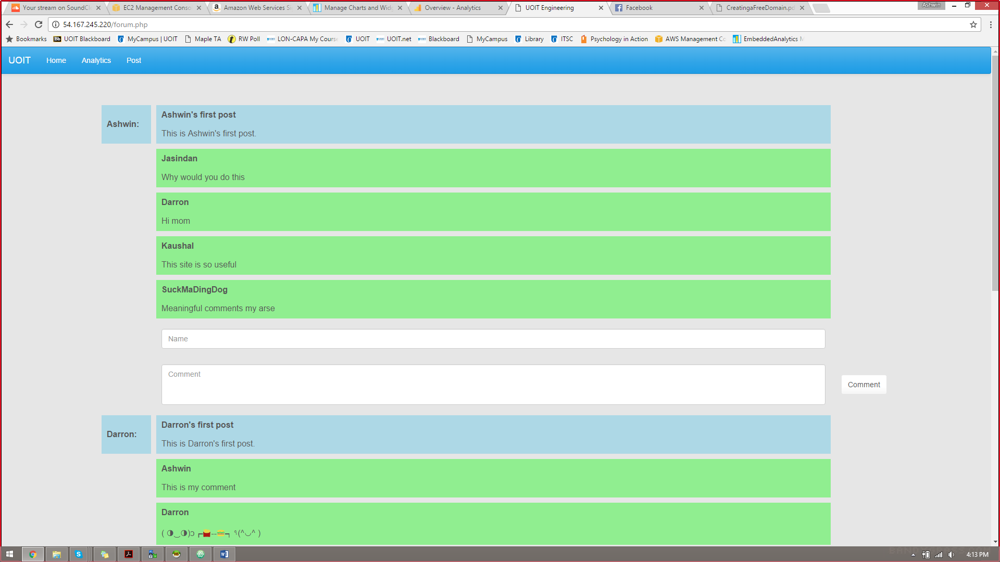 Your stream on SoundCl
EC2 Management Conso
Amazon Web Services Si
Manage Charts and Widg
Overview - Analytics
UOIT Engineering
Facebook
CreatingaFreeDomain.pd
Ashwin
54.167.245.220/forum.php
Bookmarks
UOIT Blackboard
MyCampus | UOIT
Maple TA
RW Poll
LON-CAPA My Course
UOIT
UOIT.net
Blackboard
MyCampus
Library
ITSC
Psychology in Action
AWS Management Co
EmbeddedAnalytics M
UOIT Home Analytics Post
Ashwin:
Ashwin's first post
This is Ashwin's first post.
Jasindan
Why would you do this
Darron
Hi mom
Kaushal
This site is so useful
SuckMaDingDog
Meaningful comments my arse
Name
Comment
Comment
Darron:
Darron's first post
This is Darron's first post.
Ashwin
This is my comment
Darron
( ◑‿◑)ɔ ┏🍟--🍔┑ ٩(^◡^ )
4:13 PM